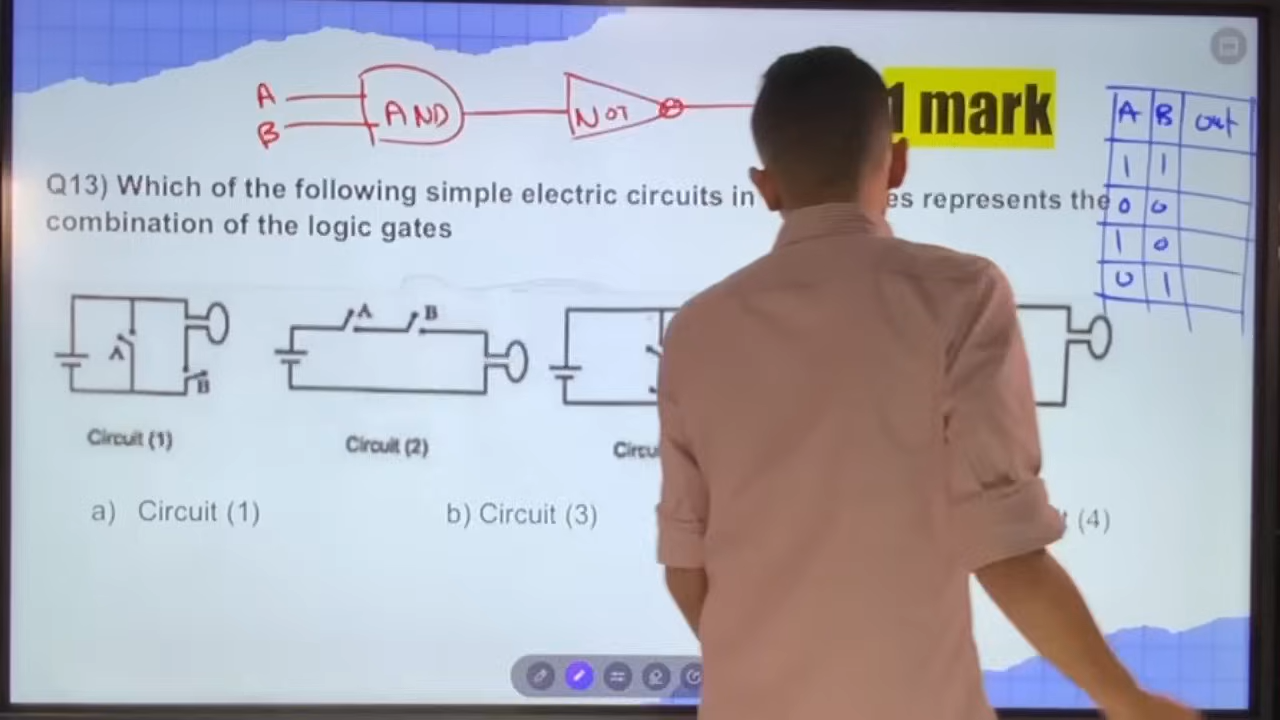 A
B
AND
NOT
1 mark
A B out
1 1
0 0
1 0
0 1
Q13) Which of the following simple electric circuits in represents the
combination of the logic gates
A
B
A B
Circuit (1)
Circuit (2)
a) Circuit (1)
b) Circuit (3)
(4)